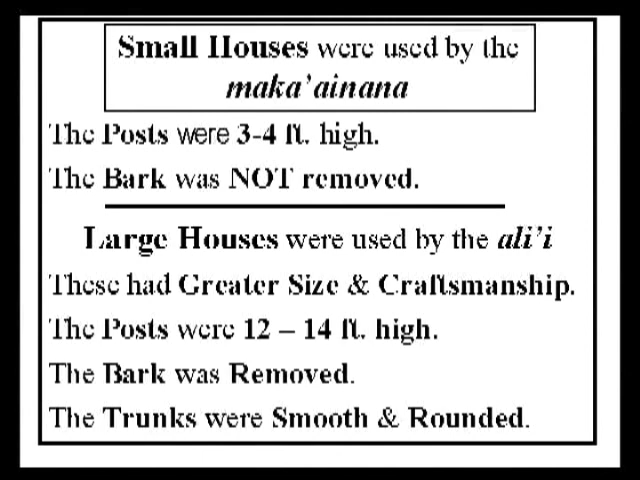 Small Houses were used by the
maka’ainana
The Posts were 3-4 ft. high.
The Bark was NOT removed.
Large Houses were used by the ali’i
These had Greater Size & Craftsmanship.
The Posts were 12 – 14 ft. high.
The Bark was Removed.
The Trunks were Smooth & Rounded.